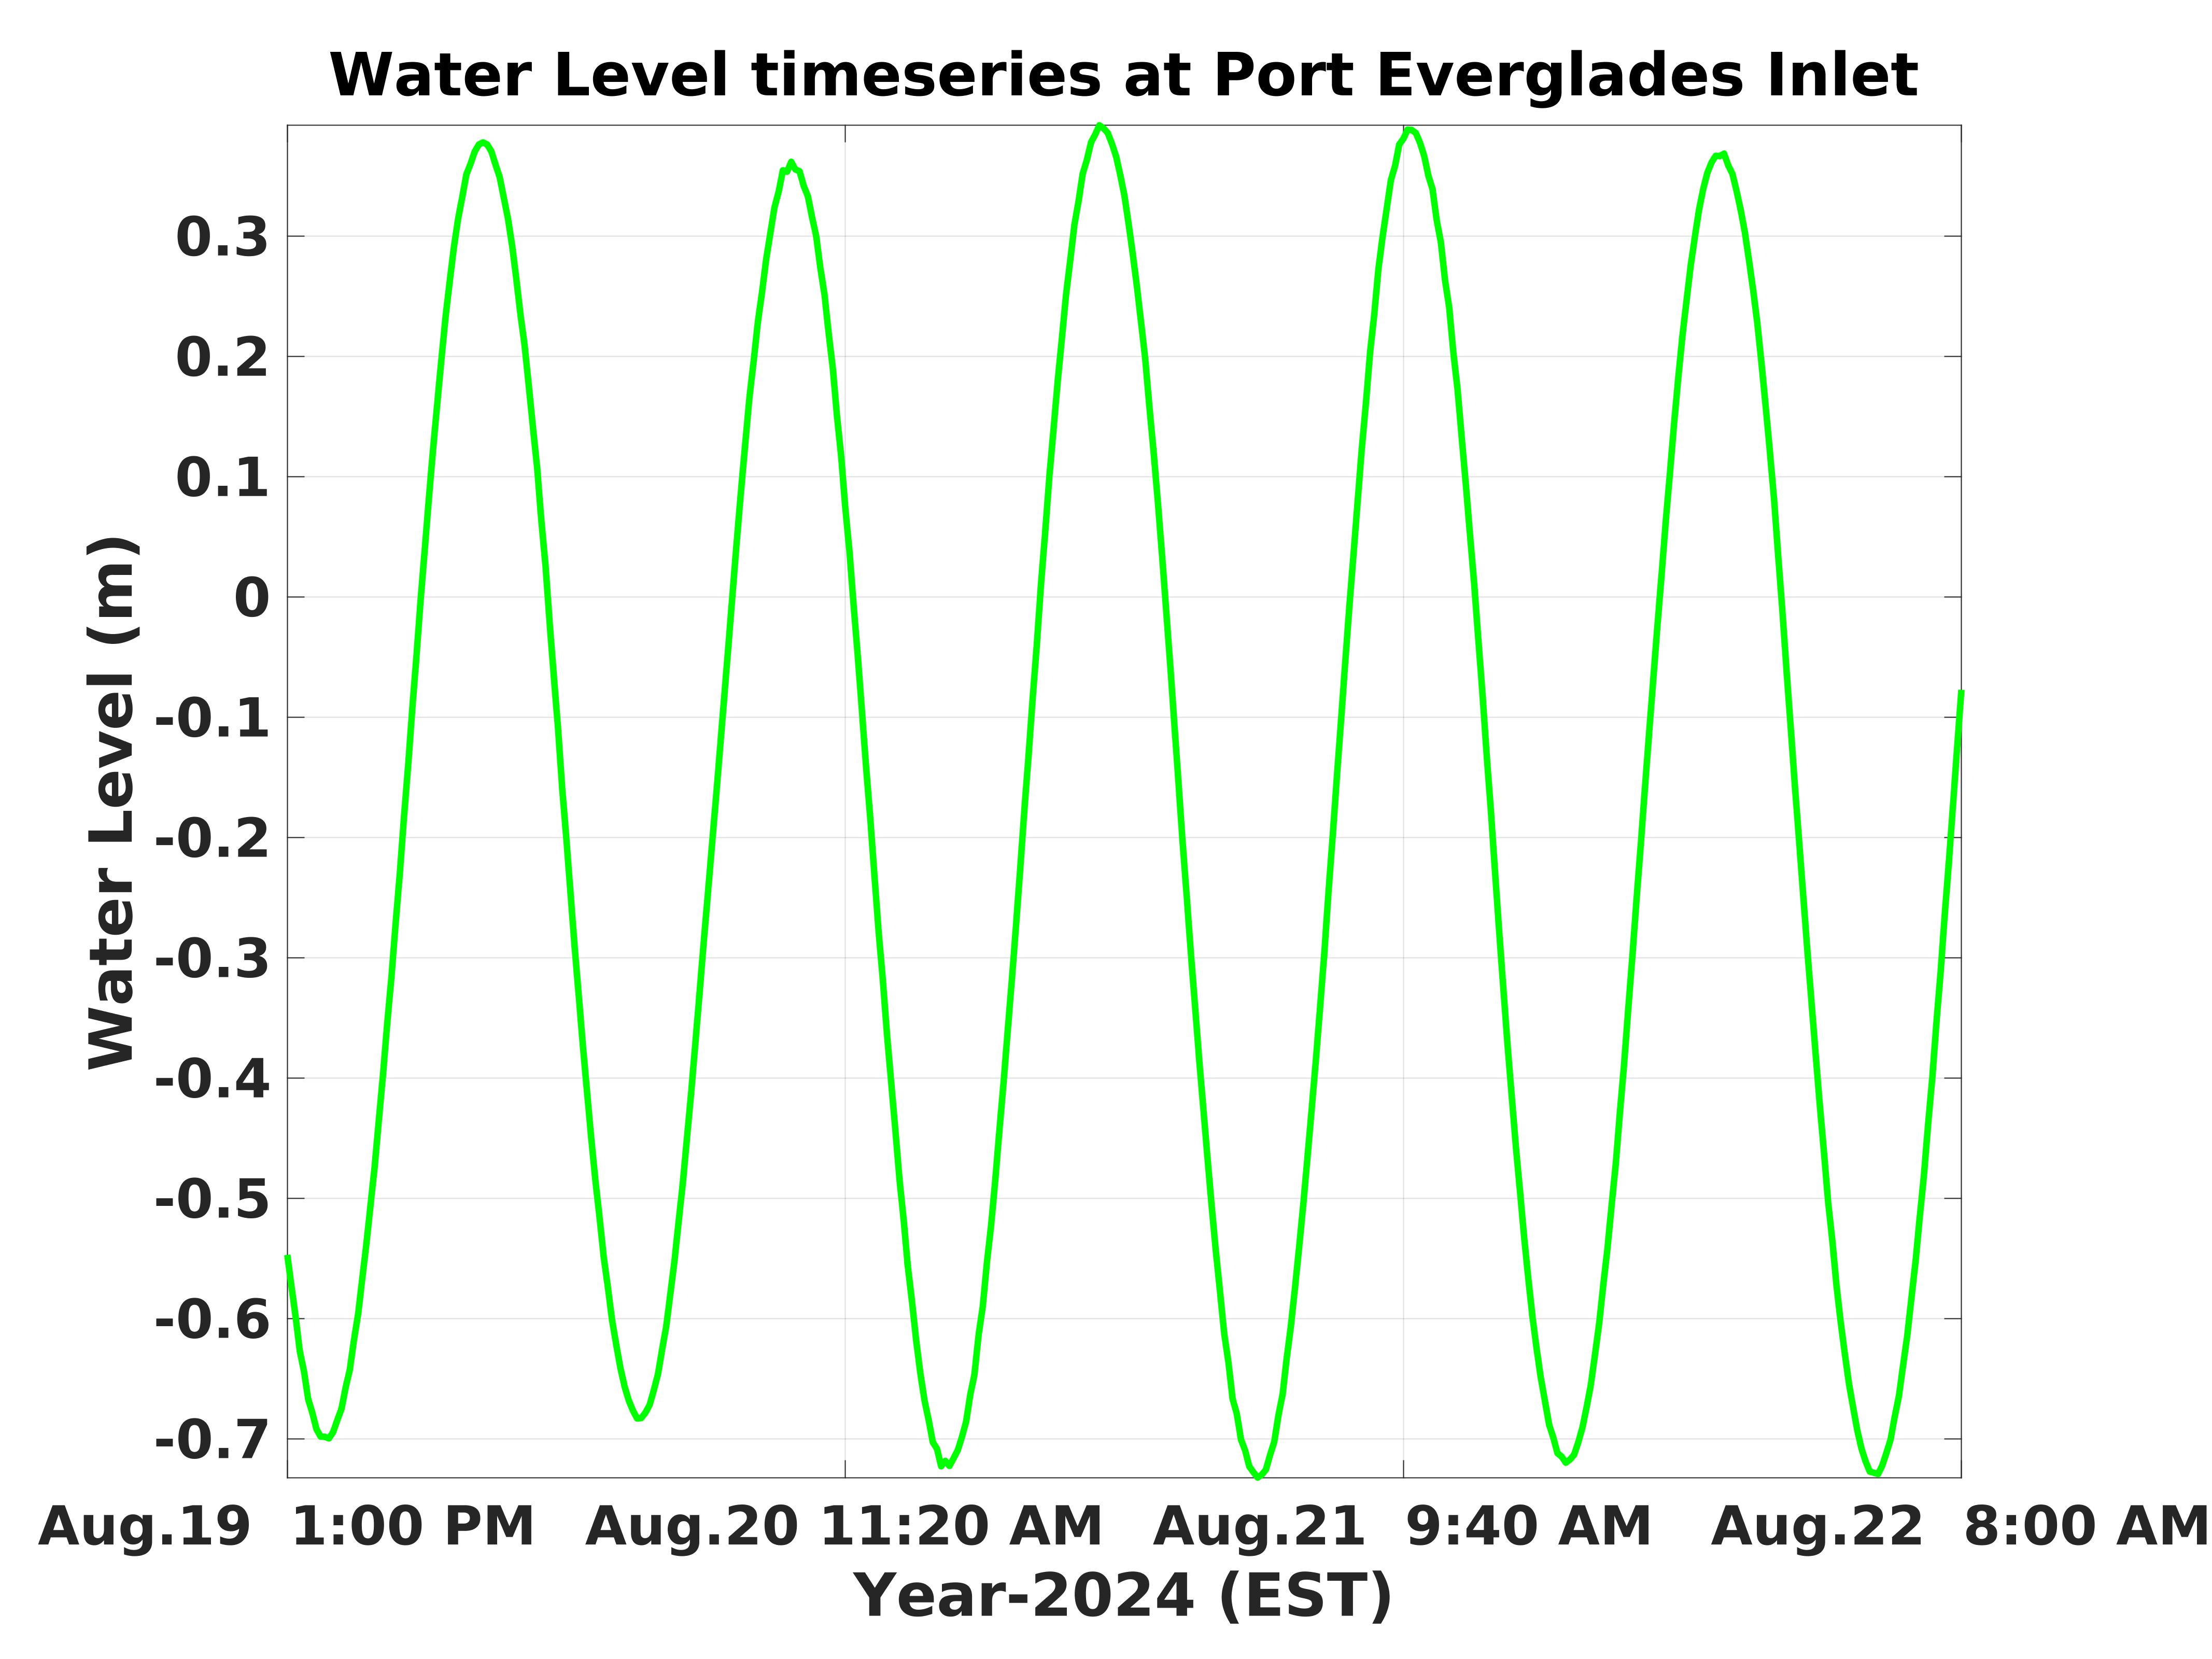 Water Level timeseries at Port Everglades Inlet
0.3
0.2
0.1
0
-0.1
-0.2
-0.3
-0.4
-0.5
-0.6
-0.7
Water Level (m)
Aug.19  1:00 PM
Aug.20 11:20 AM
Aug.21  9:40 AM
Aug.22  8:00 AM
Year-2024 (EST)